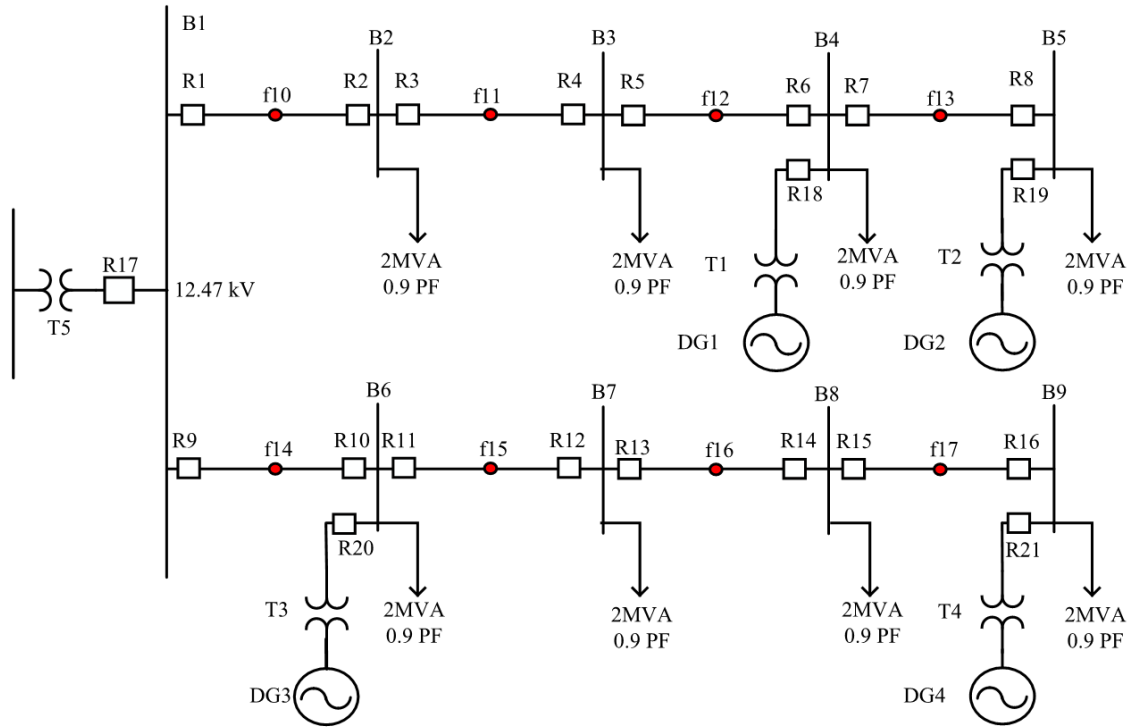 B1
B2
B3
B4
B5
R1
f10
R2
R3
f11
R4
R5
f12
R6
R7
f13
R8
R18
R19
2MVA
0.9 PF
2MVA
0.9 PF
T1
2MVA
0.9 PF
T2
2MVA
0.9 PF
R17
12.47 kV
T5
DG1
DG2
B6
B7
B8
B9
R9
f14
R10
R11
f15
R12
R13
f16
R14
R15
f17
R16
R20
R21
T3
2MVA
0.9 PF
2MVA
0.9 PF
2MVA
0.9 PF
T4
2MVA
0.9 PF
DG3
DG4